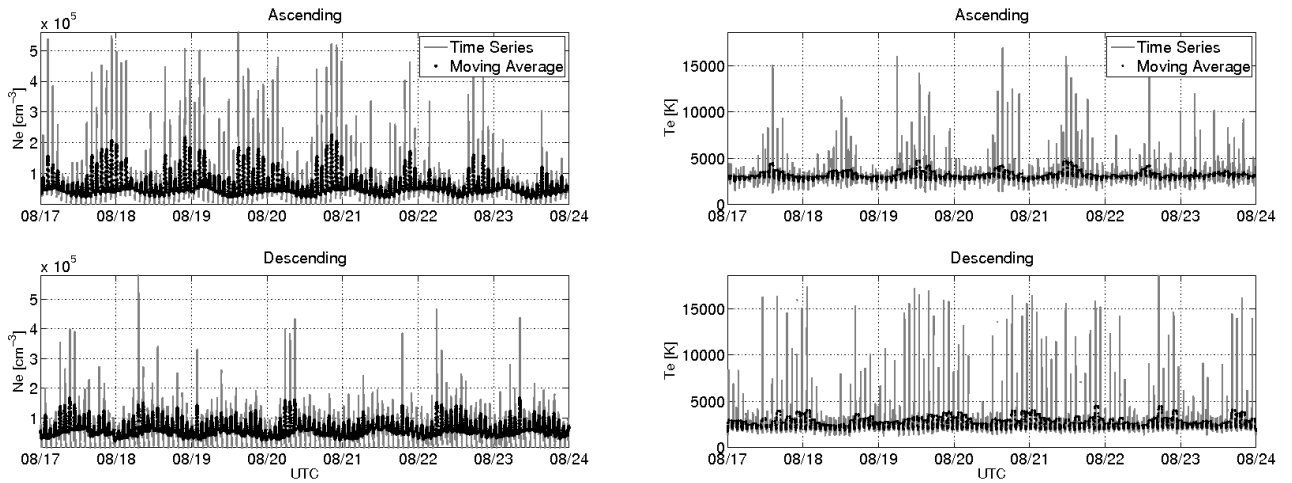 Ascending
x 10^5
Time Series
Moving Average
Ne [cm^-3]
5
4
3
2
1
08/17 08/18 08/19 08/20 08/21 08/22 08/23 08/24
Ascending
Time Series
Moving Average
Te [K]
15000
10000
5000
0
08/17 08/18 08/19 08/20 08/21 08/22 08/23 08/24
Descending
x 10^5
Ne [cm^-3]
5
4
3
2
1
08/17 08/18 08/19 08/20 08/21 08/22 08/23 08/24
UTC
Descending
Te [K]
15000
10000
5000
0
08/17 08/18 08/19 08/20 08/21 08/22 08/23 08/24
UTC